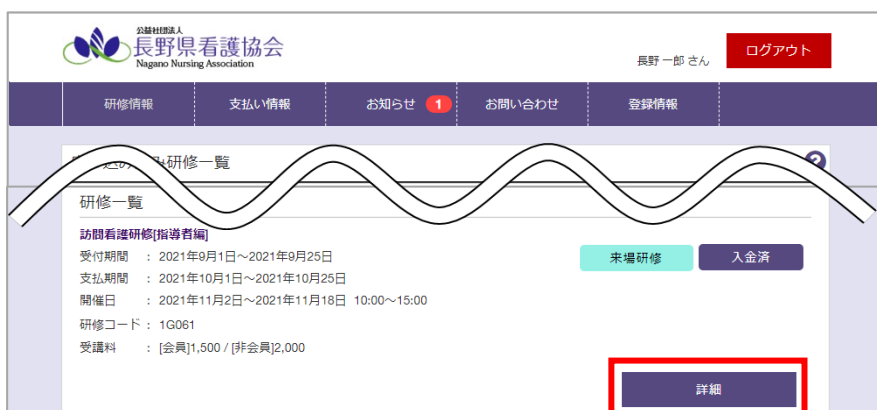 公益社団法人
長野県看護協会
Nagano Nursing Association
長野 一郎 さん
ログアウト
研修情報
支払い情報
お知らせ 1
お問い合わせ
登録情報
み研修一覧
?
研修一覧
訪問看護研修[指導者編]
受付期間 : 2021年9月1日～2021年9月25日
来場研修
入金済
支払期間 : 2021年10月1日～2021年10月25日
開催日 : 2021年11月2日～2021年11月18日 10:00～15:00
研修コード : 1G061
受講料 : [会員]1,500 / [非会員]2,000
詳細